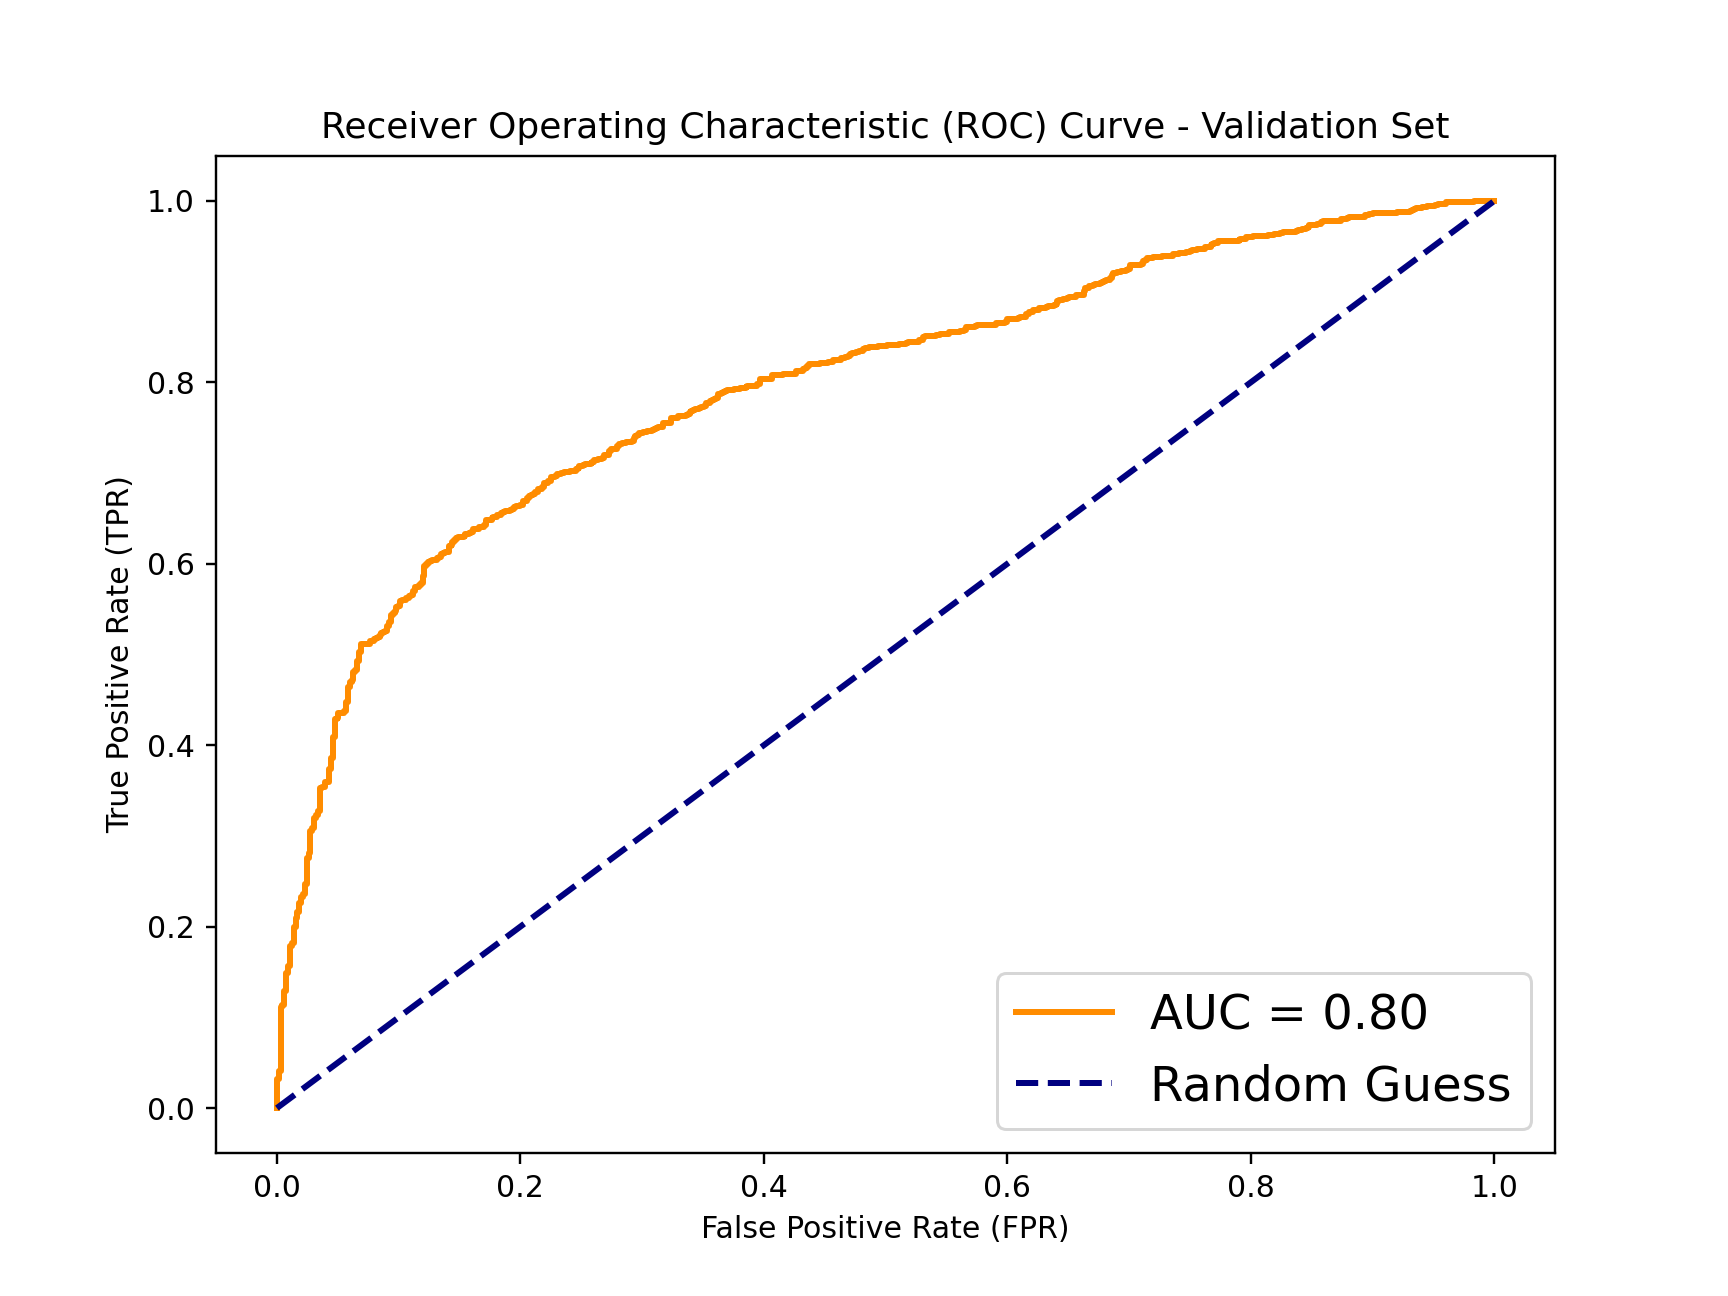 Receiver Operating Characteristic (ROC) Curve - Validation Set
True Positive Rate (TPR)
1.0
0.8
0.6
0.4
0.2
0.0
AUC = 0.80
Random Guess
0.0 0.2 0.4 0.6 0.8 1.0
False Positive Rate (FPR)